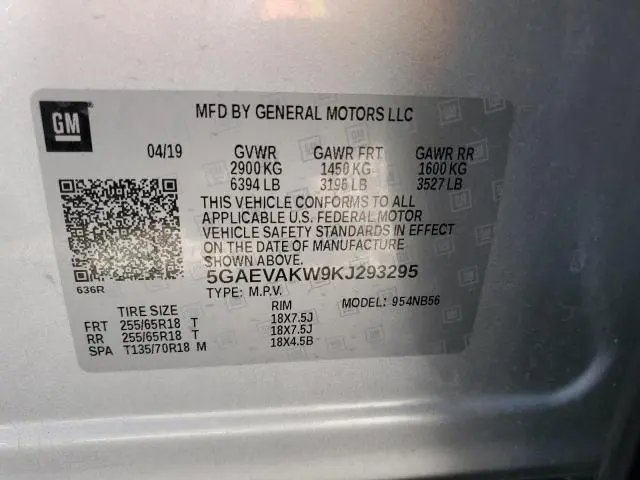 GM
MFD BY GENERAL MOTORS LLC
04/19 GVWR GAWR FRT GAWR RR
2900 KG 1450 KG 1600 KG
6394 LB 3196 LB 3527 LB
THIS VEHICLE CONFORMS TO ALL
APPLICABLE U.S. FEDERAL MOTOR
VEHICLE SAFETY STANDARDS IN EFFECT
ON THE DATE OF MANUFACTURE
SHOWN ABOVE.
636R
5GAEVAKW9KJ293295
TYPE: M.P.V. MODEL: 954NB56
TIRE SIZE RIM
FRT 255/65R18 T 18X7.5J
RR 255/65R18 T 18X7.5J
SPA T135/70R18 M 18X4.5B